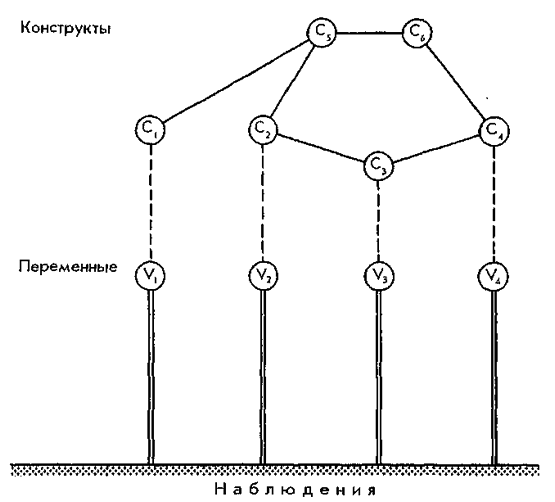 Конструкты
C₅ C₆
C₁ C₂ C₄
C₃
Переменные
V₁ V₂ V₃ V₄
Наблюдения